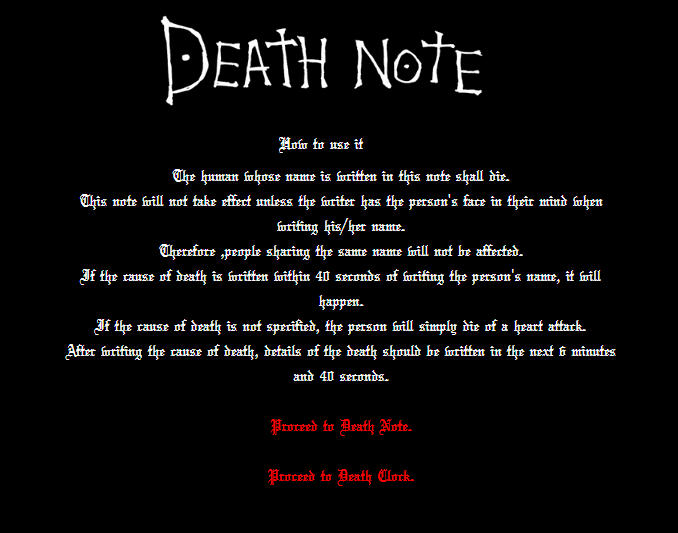 DEATH NOTE
How to use it
The human whose name is written in this note shall die.
This note will not take effect unless the writer has the person's face in their mind when
writing his/her name.
Therefore ,people sharing the same name will not be affected.
If the cause of death is written within 40 seconds of writing the person's name, it will
happen.
If the cause of death is not specified, the person will simply die of a heart attack.
After writing the cause of death, details of the death should be written in the next 6 minutes
and 40 seconds.
Proceed to Death Note.
Proceed to Death Clock.